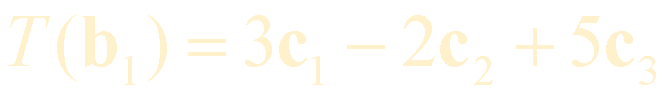 T(b₁) = 3c₁ − 2c₂ + 5c₃